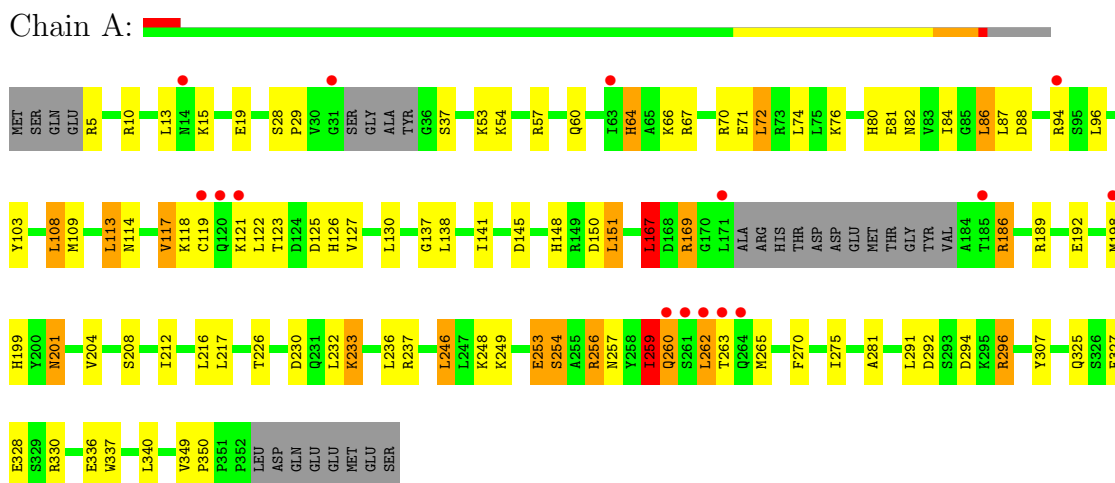 Chain A:
MET SER GLN GLU R5 R10 L13 N14 K15 E19 S28 P29 V30 G31 SER GLY ALA TYR G36 S37 K53 K54 R57 Q60 I63 H64 A65 K66 R67 R70 E71 L72 R73 L74 L75 K76 H80 E81 N82 V83 I84 G85 L86 L87 D88 R94 S95 L96
Y103 L108 M109 L113 N114 V117 K118 C119 Q120 K121 L122 T123 D124 D125 H126 V127 L130 G137 L138 I141 D145 H148 R149 D150 L151 L167 D168 R169 G170 L171 ALA ARG HIS THR ASP ASP GLU MET THR GLY TYR VAL A184 T185 R186 R189 E192 M198
H199 Y200 N201 V204 S208 I212 L216 L217 T226 D230 Q231 L232 K233 L236 R237 L246 L247 K248 K249 E253 S254 A255 R256 N257 Y258 I259 Q260 S261 L262 T263 Q264 M265 F270 I275 A281 L291 D292 S293 D294 K295 R296 Y307 Q325 S326 F327
E328 S329 R330 E336 W337 L340 V349 P350 P351 P352 LEU ASP GLN GLU GLU MET GLU SER